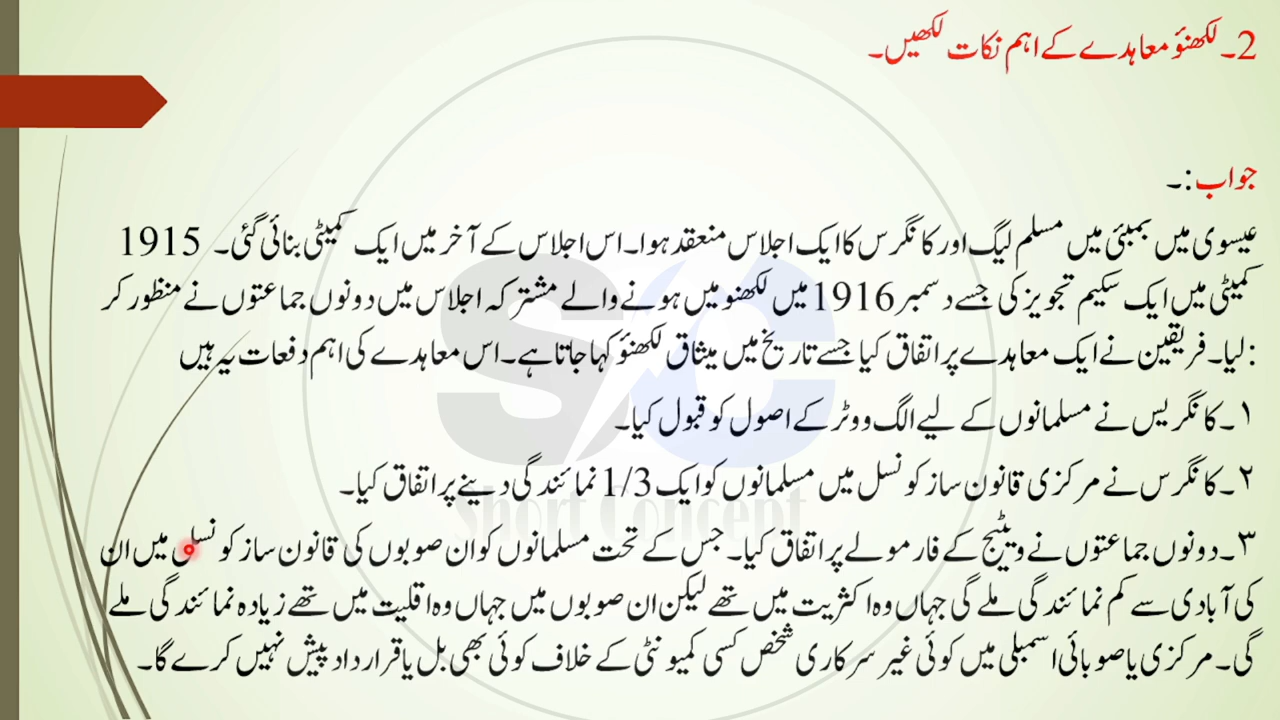 2۔ لکھنؤ معاہدے کے اہم نکات لکھیں۔
جواب:۔
عیسوی میں بمبئی میں مسلم لیگ اور کانگرس کا ایک اجلاس منعقد ہوا۔ اس اجلاس کے آخر میں ایک کمیٹی بنائی گئی۔ 1915
کمیٹی میں ایک سکیم تجویز کی جسے دسمبر 1916 میں لکھنو میں ہونے والے مشترکہ اجلاس میں دونوں جماعتوں نے منظور کر
لیا۔ فریقین نے ایک معاہدے پر اتفاق کیا جسے تاریخ میں میثاق لکھنؤ کہا جاتا ہے۔ اس معاہدے کی اہم دفعات یہ ہیں:
۱۔ کانگریس نے مسلمانوں کے لیے الگ ووٹر کے اصول کو قبول کیا۔
۲۔ کانگرس نے مرکزی قانون ساز کونسل میں مسلمانوں کو ایک 1/3 نمائندگی دینے پر اتفاق کیا۔
۳۔ دونوں جماعتوں نے ویٹیج کے فارمولے پر اتفاق کیا۔ جس کے تحت مسلمانوں کو ان صوبوں کی قانون ساز کونسل میں ان
کی آبادی سے کم نمائندگی ملے گی جہاں وہ اکثریت میں تھے لیکن ان صوبوں میں جہاں وہ اقلیت میں تھے زیادہ نمائندگی ملے
گی۔ مرکزی یا صوبائی اسمبلی میں کوئی غیر سرکاری شخص کسی کمیونٹی کے خلاف کوئی بھی بل یا قرارداد پیش نہیں کرے گا۔
SC
Short Concept